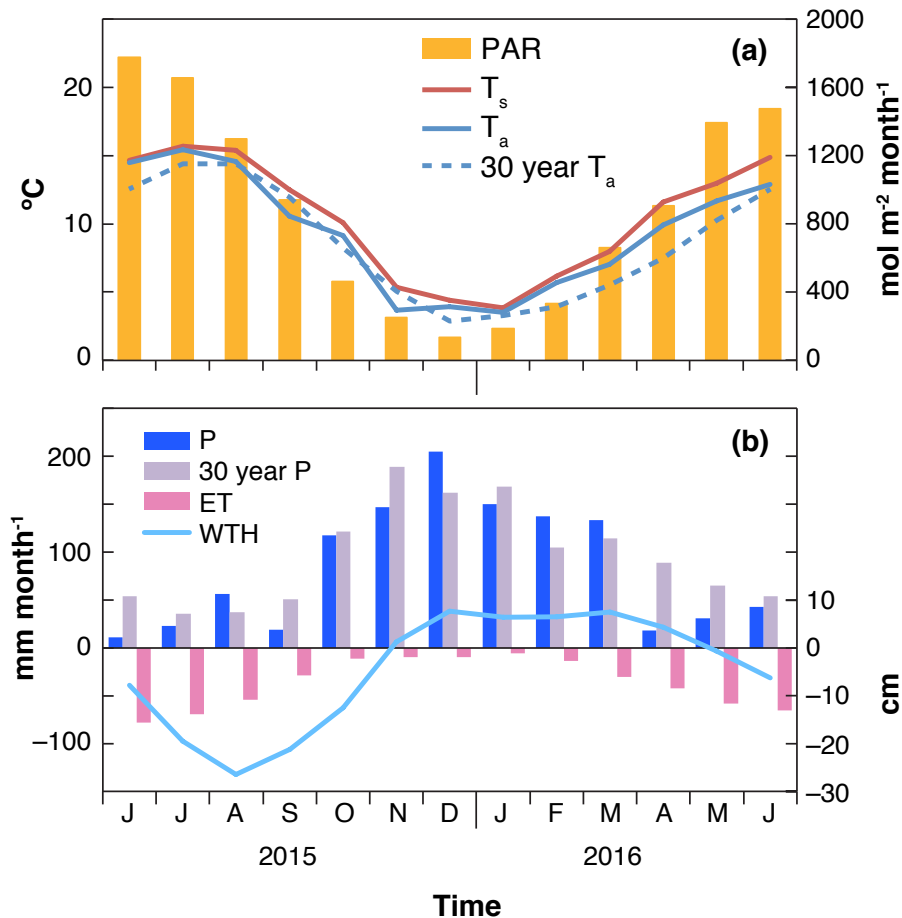 (a)
PAR
Ts
Ta
30 year Ta
20
10
0
ºC
2000
1600
1200
800
400
0
mol m-2 month-1
(b)
P
30 year P
ET
WTH
200
100
0
−100
mm month-1
10
0
−10
−20
−30
cm
J J A S O N D J F M A M J
2015 2016
Time